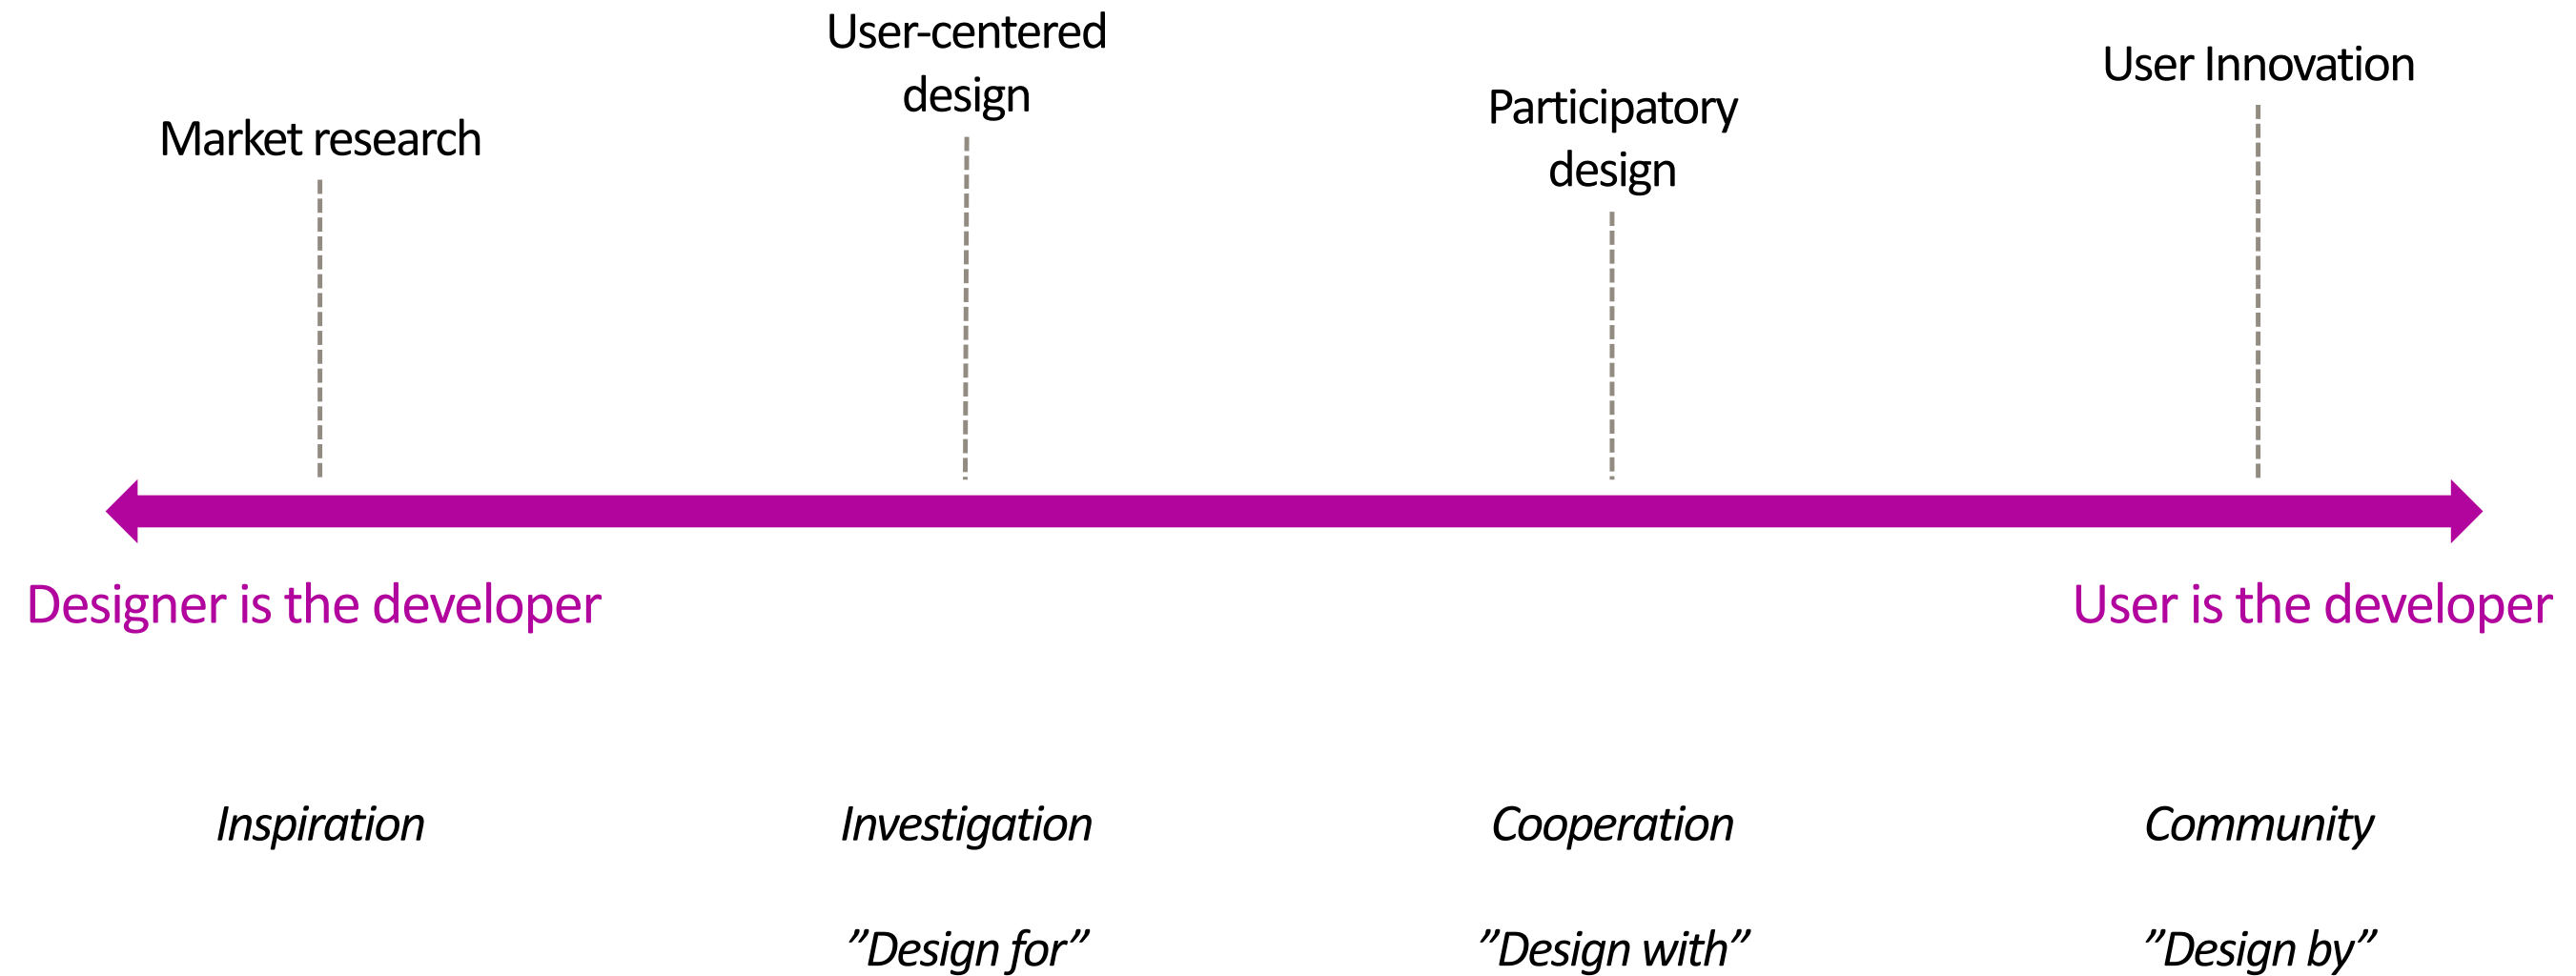 Market research
User-centered
design
Participatory
design
User Innovation
Designer is the developer
User is the developer
Inspiration
Investigation
Cooperation
Community
”Design for”
”Design with”
”Design by”